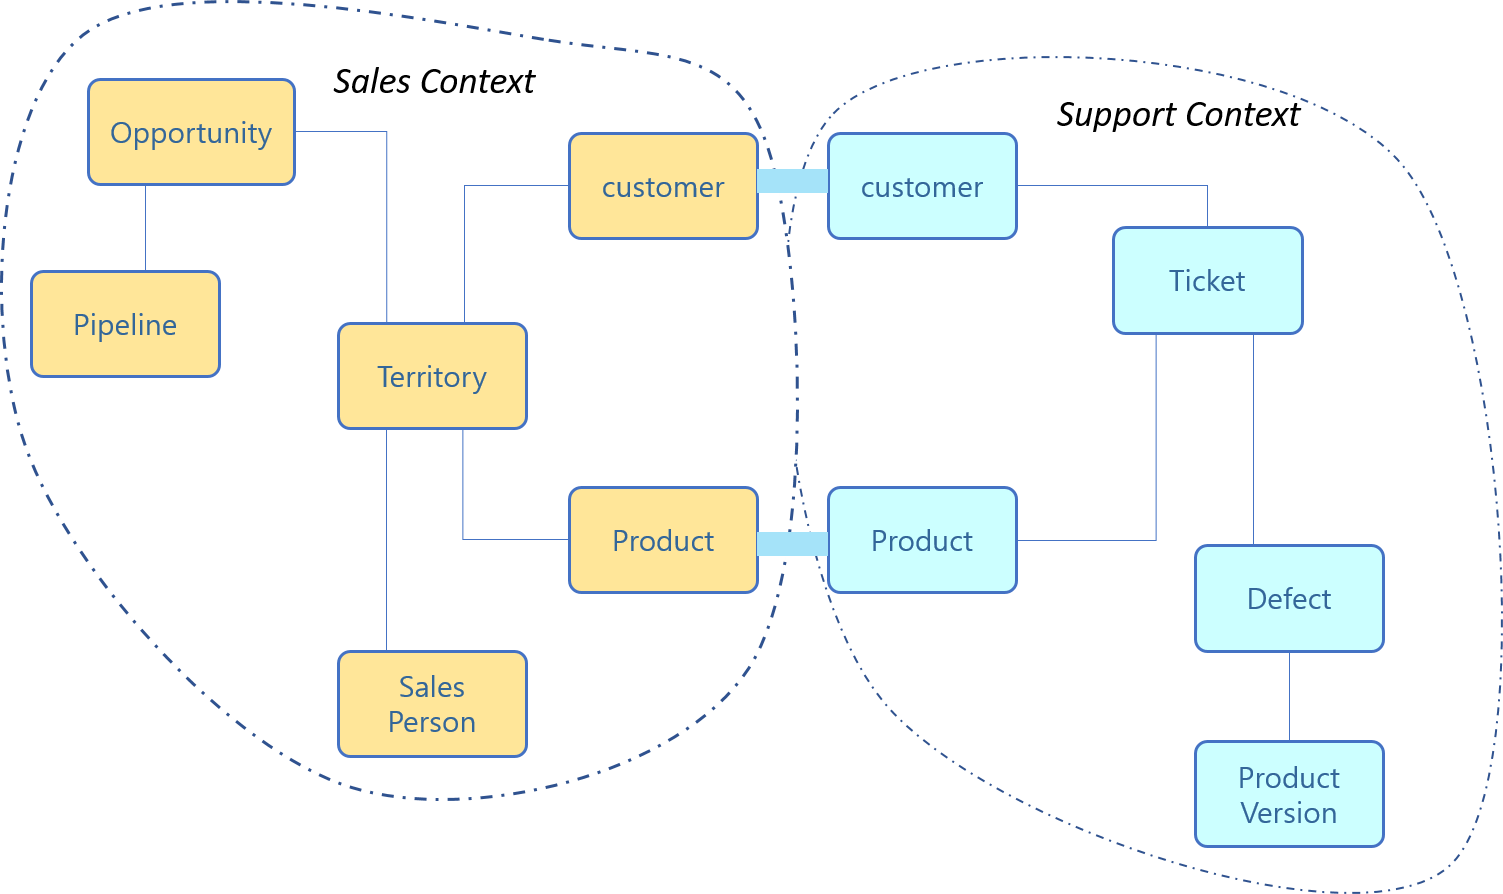 Sales Context
Support Context
Opportunity
customer
customer
Ticket
Pipeline
Territory
Product
Product
Defect
Sales
Person
Product
Version